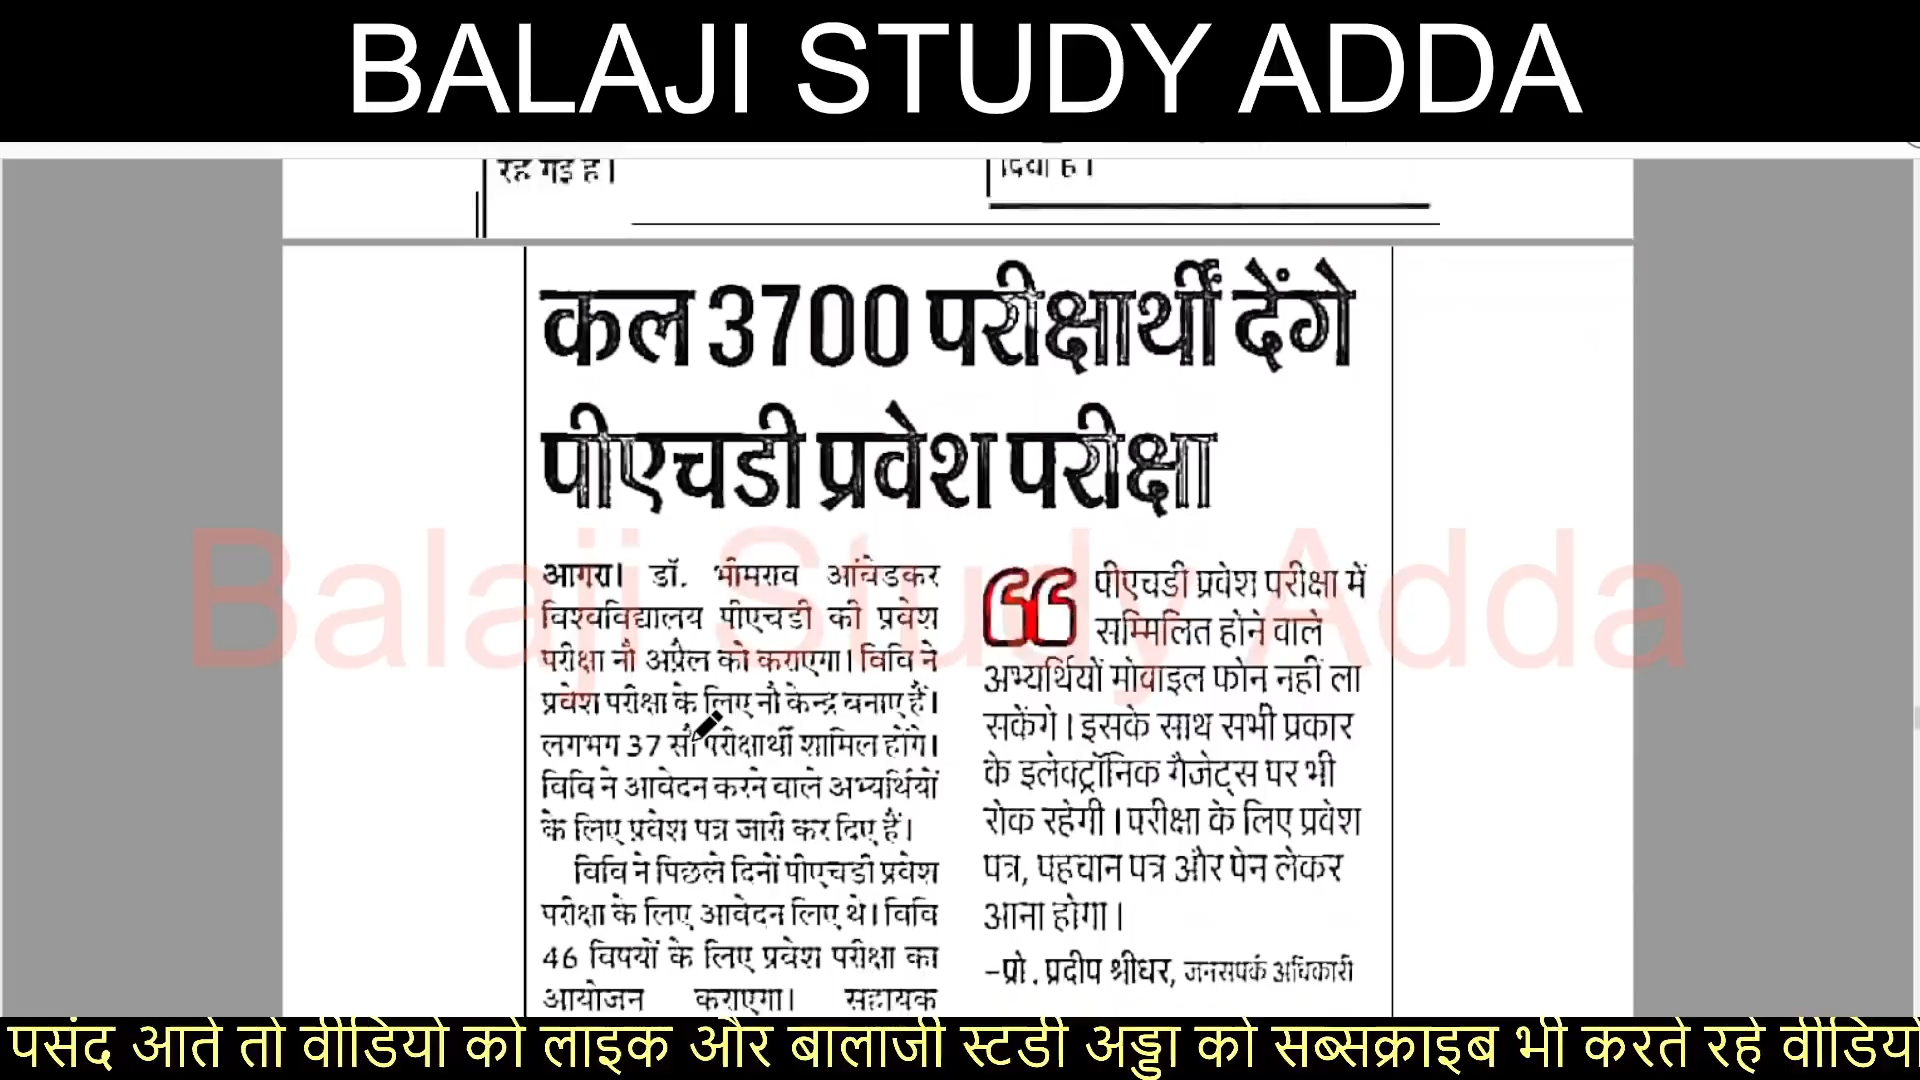 BALAJI STUDY ADDA
रह गई है।
दिया है।
कल 3700 परीक्षार्थी देंगे
पीएचडी प्रवेश परीक्षा
आगरा। डॉ. भीमराव आंबेडकर
विश्वविद्यालय पीएचडी की प्रवेश
परीक्षा नौ अप्रैल को कराएगा। विवि ने
प्रवेश परीक्षा के लिए नौ केन्द्र बनाए हैं।
लगभग 37 सौ परीक्षार्थी शामिल होंगे।
विवि ने आवेदन करने वाले अभ्यर्थियों
के लिए प्रवेश पत्र जारी कर दिए हैं।
विवि ने पिछले दिनों पीएचडी प्रवेश
परीक्षा के लिए आवेदन लिए थे। विवि
46 विषयों के लिए प्रवेश परीक्षा का
आयोजन कराएगा। सहायक
पीएचडी प्रवेश परीक्षा में
सम्मिलित होने वाले
अभ्यर्थियों मोबाइल फोन नहीं ला
सकेंगे। इसके साथ सभी प्रकार
के इलेक्ट्रॉनिक गैजेट्स पर भी
रोक रहेगी। परीक्षा के लिए प्रवेश
पत्र, पहचान पत्र और पेन लेकर
आना होगा।
-प्रो. प्रदीप श्रीधर, जनसंपर्क अधिकारी
Balaji Study Adda
पसंद आते तो वीडियो को लाइक और बालाजी स्टडी अड्डा को सब्सक्राइब भी करते रहे वीडियो